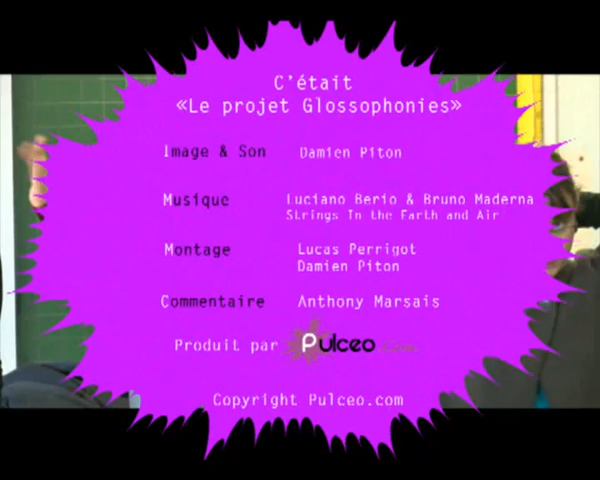 C'était
«Le projet Glossophonies»
Image & Son Damien Piton
Musique Luciano Berio & Bruno Maderna
Strings In the Earth and Air
Montage Lucas Perrigot
Damien Piton
Commentaire Anthony Marsais
Produit par Pulceo.com
Copyright Pulceo.com